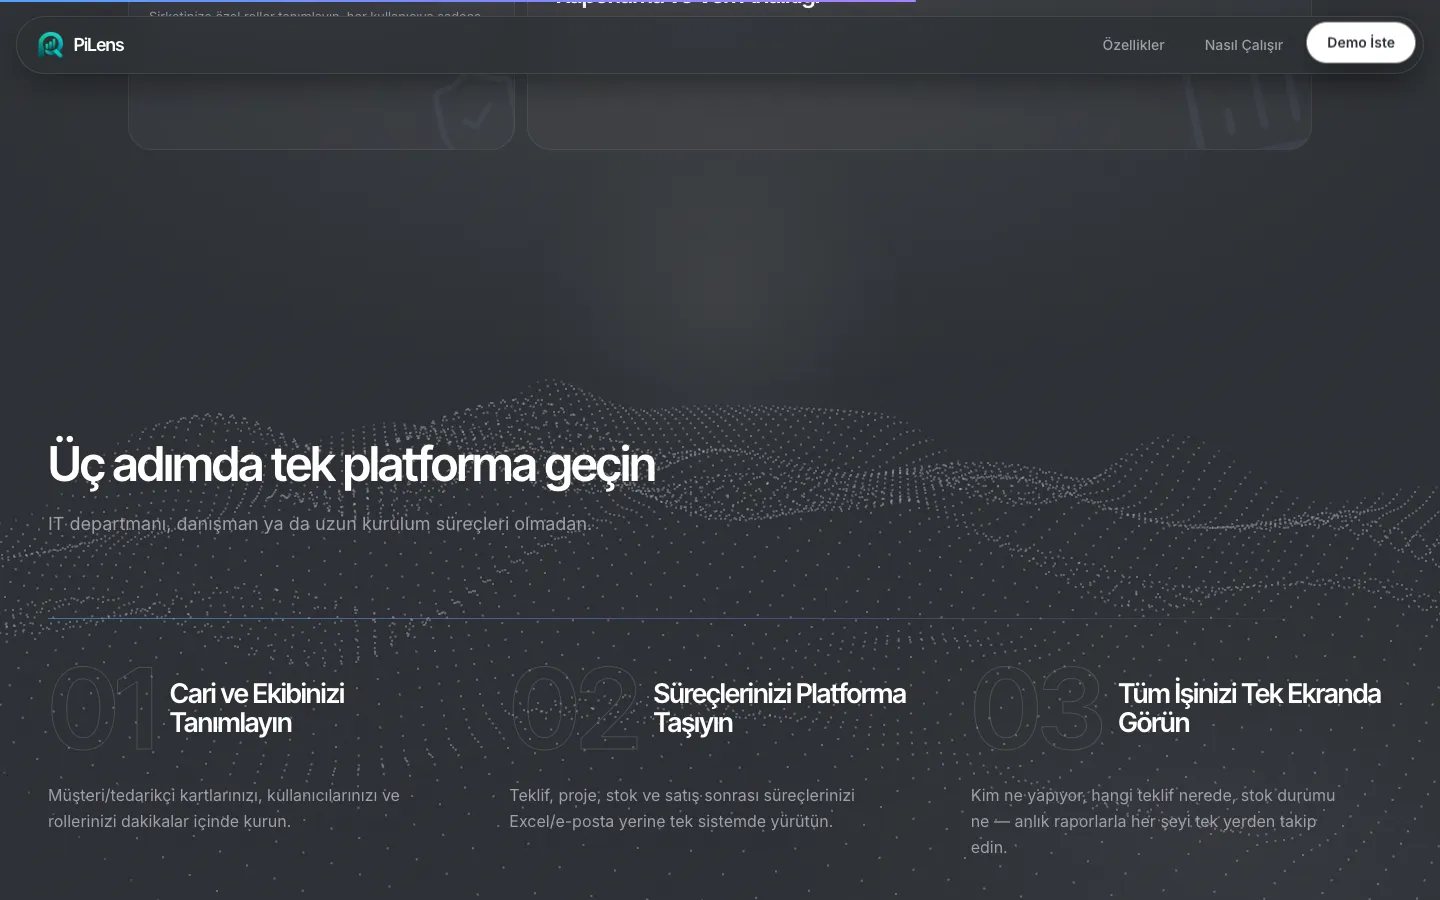 PiLens
Özellikler
Nasıl Çalışır
Demo İste
Üç adımda tek platforma geçin
IT departmanı, danışman ya da uzun kurulum süreçleri olmadan.
01
Cari ve Ekibinizi
Tanımlayın
Müşteri/tedarikçi kartlarınızı, kullanıcılarınızı ve
rollerinizi dakikalar içinde kurun.
02
Süreçlerinizi Platforma
Taşıyın
Teklif, proje, stok ve satış sonrası süreçlerinizi
Excel/e-posta yerine tek sistemde yürütün.
03
Tüm İşinizi Tek Ekranda
Görün
Kim ne yapıyor, hangi teklif nerede, stok durumu
ne — anlık raporlarla her şeyi tek yerden takip
edin.